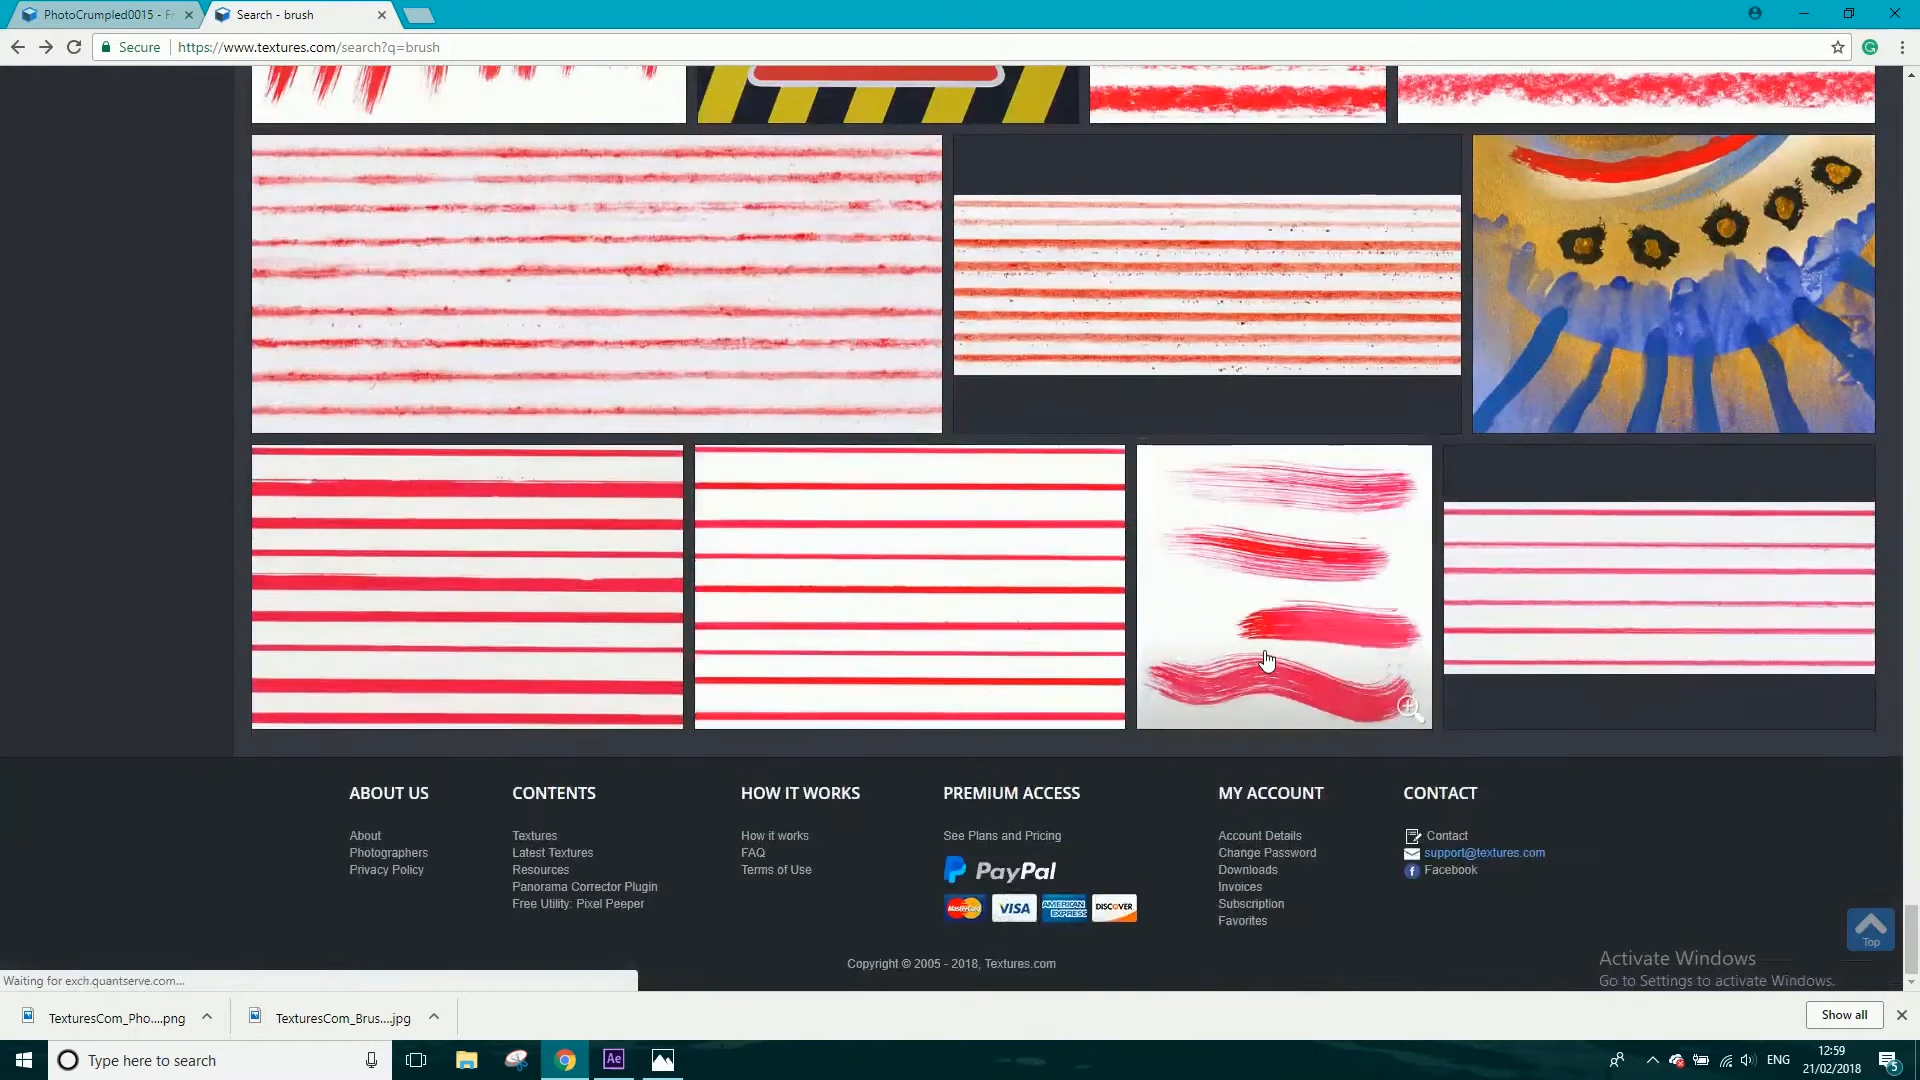 PhotoCrumpled0015 - F
Search - brush
Secure
https://www.textures.com/search?q=brush
ABOUT US
About
Photographers
Privacy Policy
CONTENTS
Textures
Latest Textures
Resources
Panorama Corrector Plugin
Free Utility: Pixel Peeper
HOW IT WORKS
How it works
FAQ
Terms of Use
PREMIUM ACCESS
See Plans and Pricing
PayPal
MasterCard
VISA
AMERICAN EXPRESS
DISCOVER
MY ACCOUNT
Account Details
Change Password
Downloads
Invoices
Subscription
Favorites
CONTACT
Contact
support@textures.com
Facebook
Top
Copyright © 2005 - 2018, Textures.com
Activate Windows
Go to Settings to activate Windows.
Waiting for exch.quantserve.com...
TexturesCom_Pho....png
TexturesCom_Brus....jpg
Show all
Type here to search
Ae
ENG
12:59
21/02/2018
5